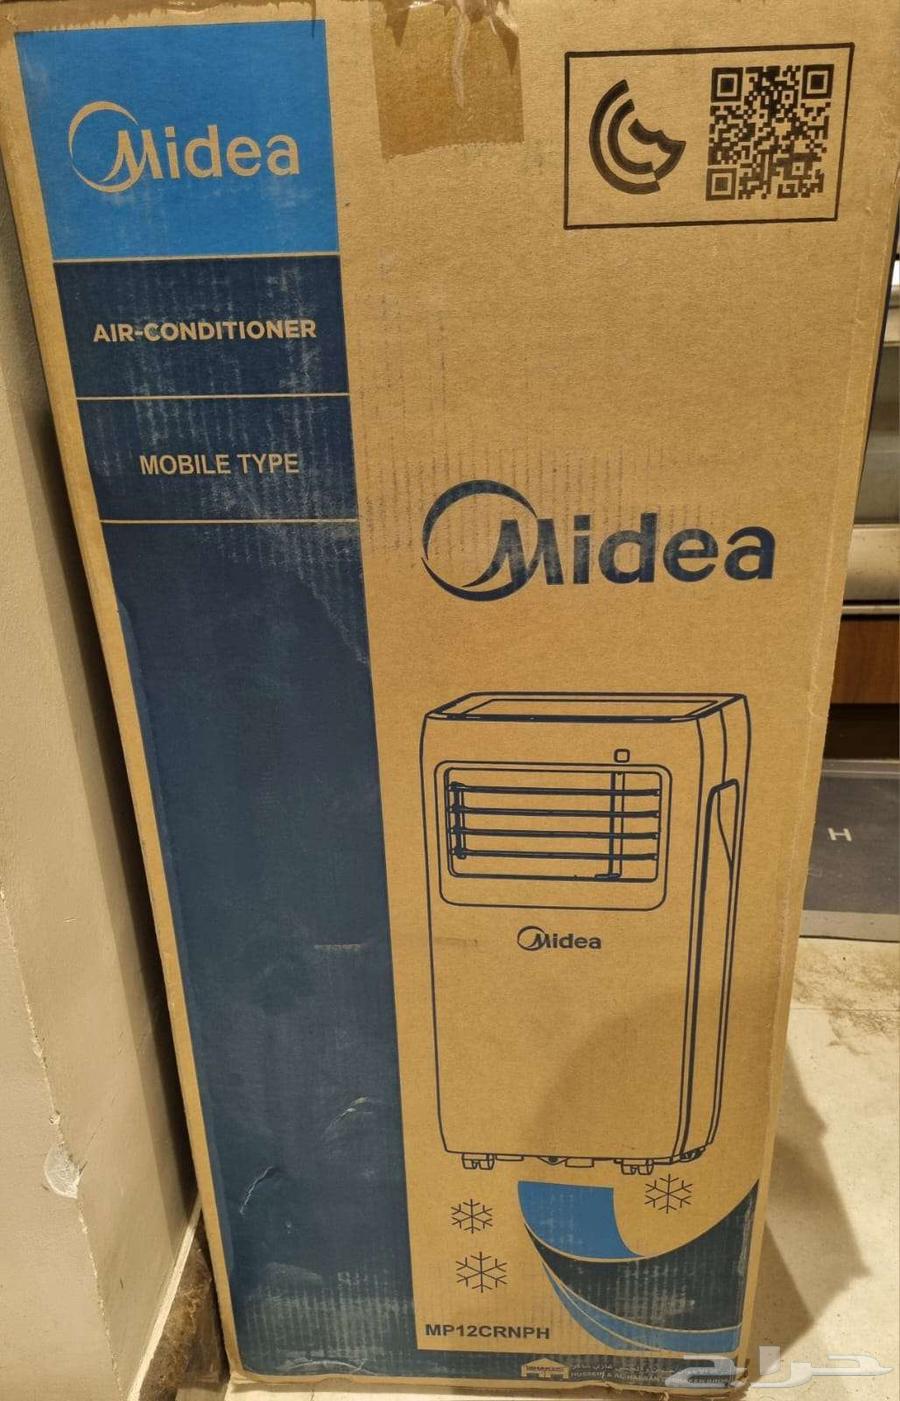 Midea
AIR-CONDITIONER
MOBILE TYPE
Midea
Midea
MP12CRNPH
حراج
H